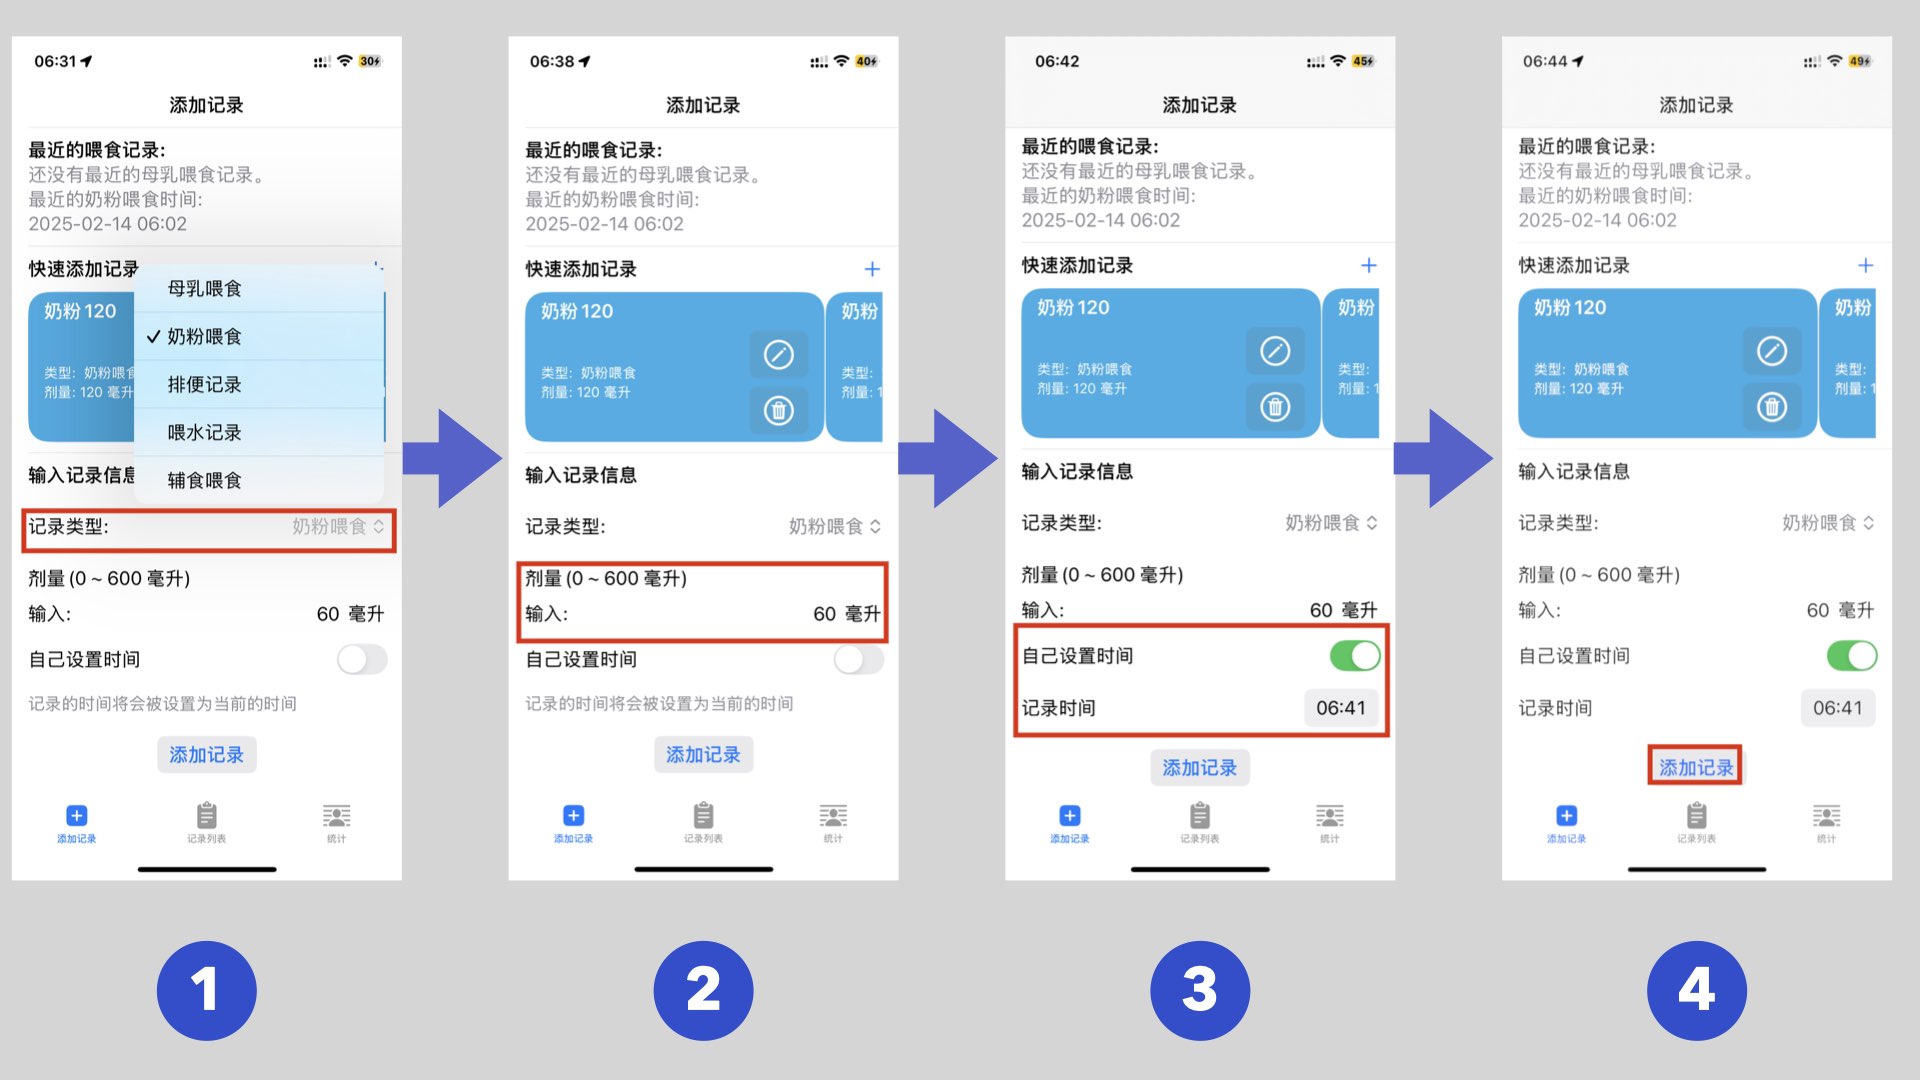 06:31
30
添加记录
最近的喂食记录:
还没有最近的母乳喂食记录。
最近的奶粉喂食时间:
2025-02-14 06:02
快速添加记录
母乳喂食
奶粉 120
奶粉喂食
类型: 奶粉喂食
剂量: 120 毫升
排便记录
喂水记录
辅食喂食
输入记录信息
记录类型:
奶粉喂食
剂量 (0 ~ 600 毫升)
输入:
60 毫升
自己设置时间
记录的时间将会被设置为当前的时间
添加记录
添加记录
记录列表
统计
1
06:38
40
添加记录
最近的喂食记录:
还没有最近的母乳喂食记录。
最近的奶粉喂食时间:
2025-02-14 06:02
快速添加记录
+
奶粉 120
类型: 奶粉喂食
剂量: 120 毫升
奶粉
类型:
剂量: 1
输入记录信息
记录类型:
奶粉喂食
剂量 (0 ~ 600 毫升)
输入:
60 毫升
自己设置时间
记录的时间将会被设置为当前的时间
添加记录
添加记录
记录列表
统计
2
06:42
45
添加记录
最近的喂食记录:
还没有最近的母乳喂食记录。
最近的奶粉喂食时间:
2025-02-14 06:02
快速添加记录
+
奶粉 120
类型: 奶粉喂食
剂量: 120 毫升
奶粉
类型:
剂量: 1
输入记录信息
记录类型:
奶粉喂食
剂量 (0 ~ 600 毫升)
输入:
60 毫升
自己设置时间
记录时间
06:41
添加记录
添加记录
记录列表
统计
3
06:44
49
添加记录
最近的喂食记录:
还没有最近的母乳喂食记录。
最近的奶粉喂食时间:
2025-02-14 06:02
快速添加记录
+
奶粉 120
类型: 奶粉喂食
剂量: 120 毫升
奶粉
类型:
剂量: 1
输入记录信息
记录类型:
奶粉喂食
剂量 (0 ~ 600 毫升)
输入:
60 毫升
自己设置时间
记录时间
06:41
添加记录
添加记录
记录列表
统计
4